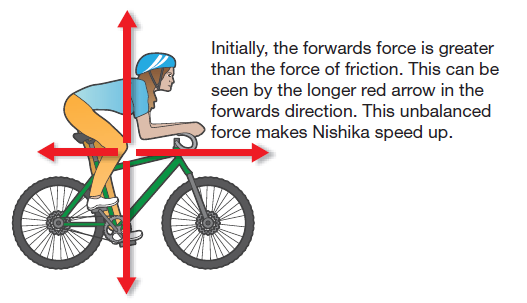 Initially, the forwards force is greater
than the force of friction. This can be
seen by the longer red arrow in the
forwards direction. This unbalanced
force makes Nishika speed up.